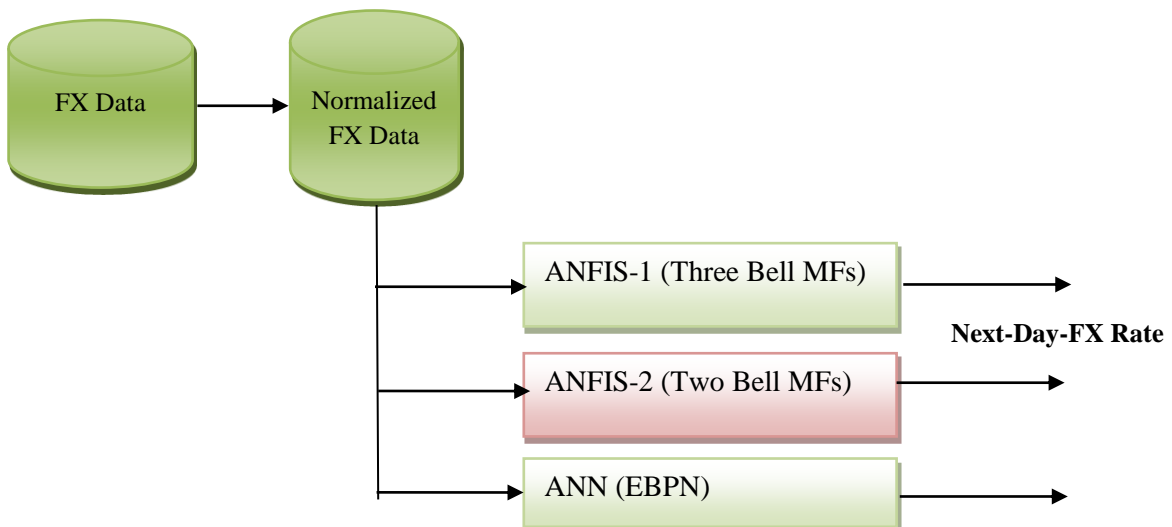 FX Data
Normalized
FX Data
ANFIS-1 (Three Bell MFs)
Next-Day-FX Rate
ANFIS-2 (Two Bell MFs)
ANN (EBPN)